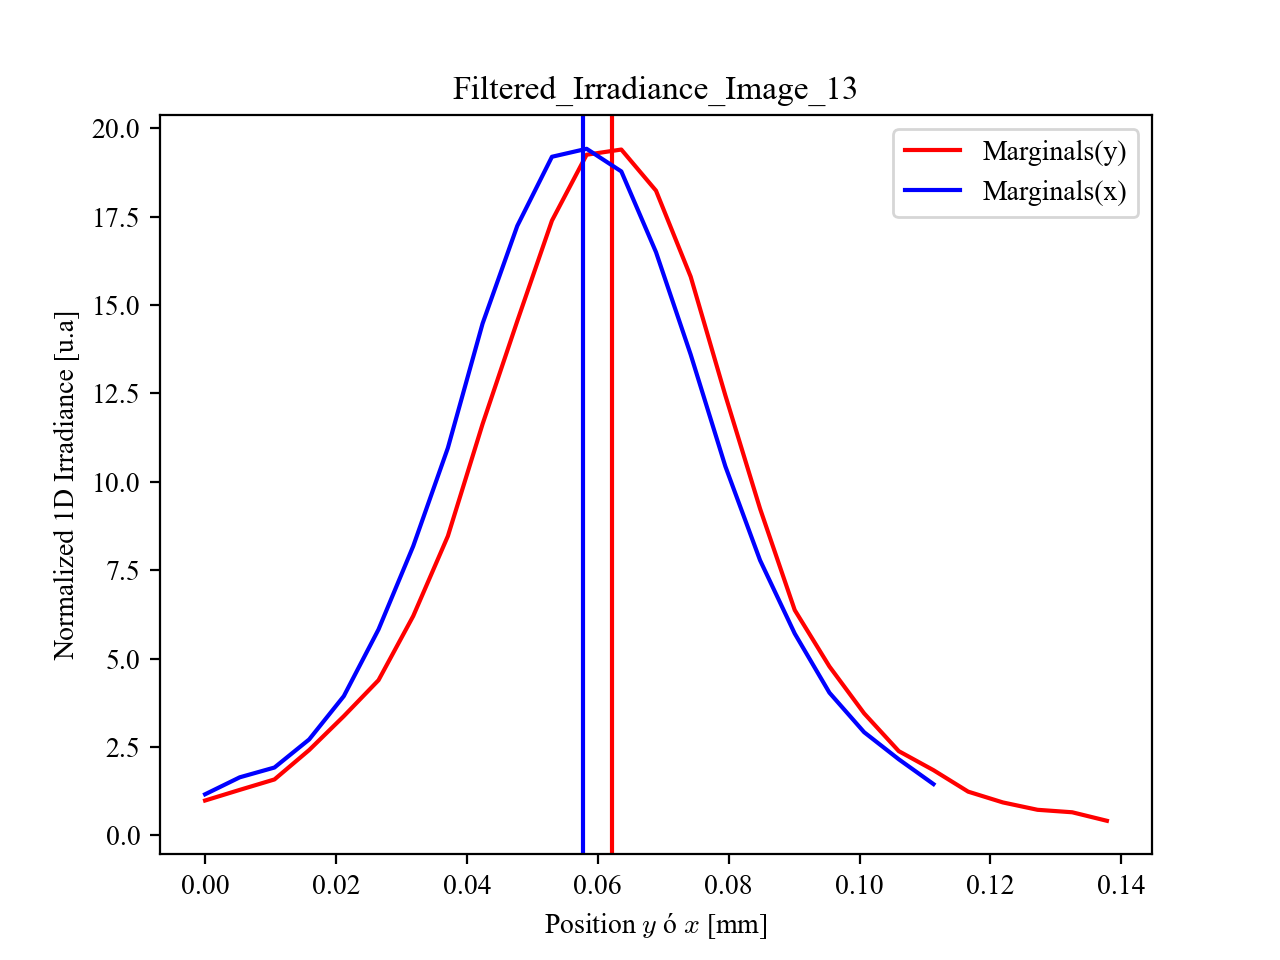 Filtered_Irradiance_Image_13
20.0
17.5
15.0
12.5
10.0
7.5
5.0
2.5
0.0
Normalized 1D Irradiance [u.a]
Marginals(y)
Marginals(x)
0.00 0.02 0.04 0.06 0.08 0.10 0.12 0.14
Position y ó x [mm]